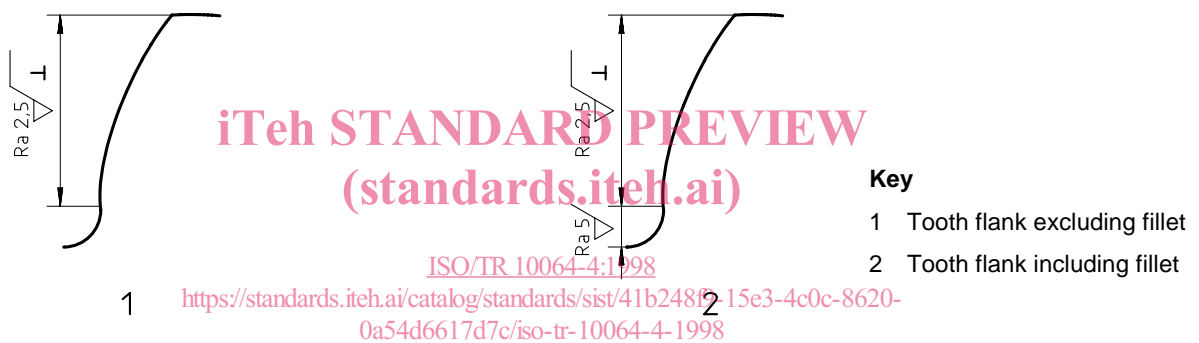 Ra 2,5
⊥
iTeh STANDARD PREVIEW
(standards.iteh.ai)
Ra 2,5
⊥
Ra 5
Key
1 Tooth flank excluding fillet
2 Tooth flank including fillet
ISO/TR 10064-4:1998
1
https://standards.iteh.ai/catalog/standards/sist/41b248f9-15e3-4c0c-8620-
2
0a54d6617d7c/iso-tr-10064-4-1998